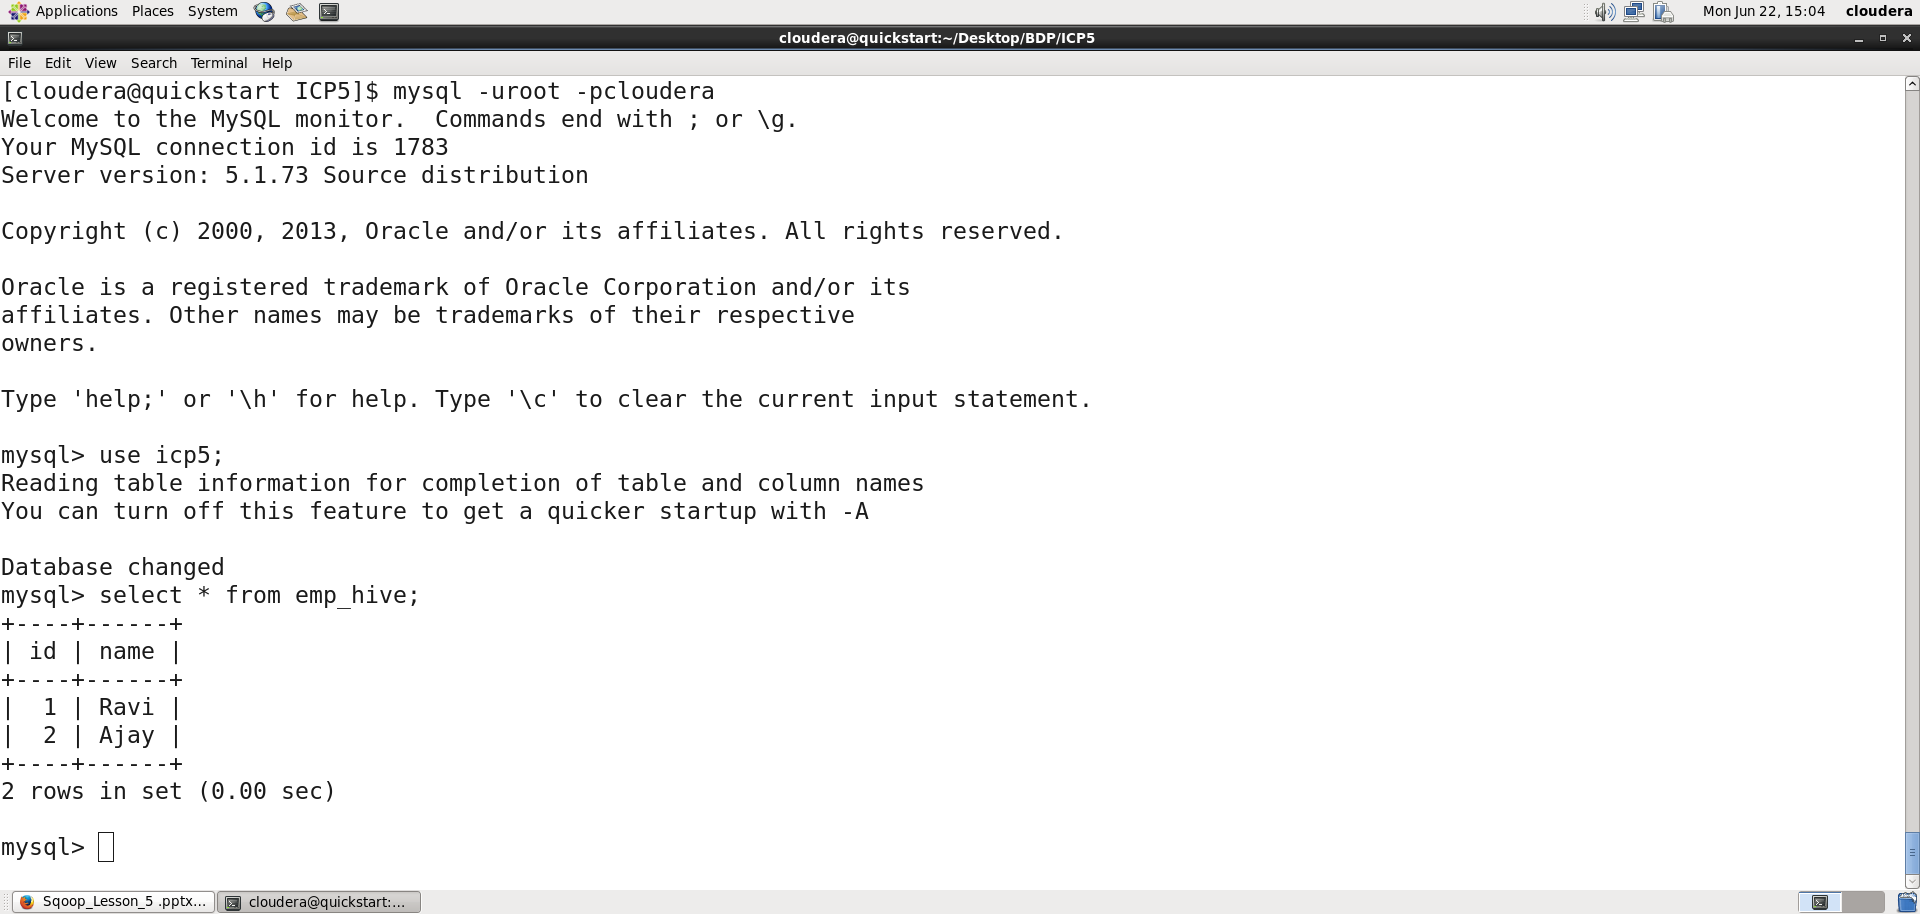 Applications Places System Mon Jun 22, 15:04 cloudera
cloudera@quickstart:~/Desktop/BDP/ICP5
File Edit View Search Terminal Help
[cloudera@quickstart ICP5]$ mysql -uroot -pcloudera
Welcome to the MySQL monitor.  Commands end with ; or \g.
Your MySQL connection id is 1783
Server version: 5.1.73 Source distribution
Copyright (c) 2000, 2013, Oracle and/or its affiliates. All rights reserved.
Oracle is a registered trademark of Oracle Corporation and/or its
affiliates. Other names may be trademarks of their respective
owners.
Type 'help;' or '\h' for help. Type '\c' to clear the current input statement.
mysql> use icp5;
Reading table information for completion of table and column names
You can turn off this feature to get a quicker startup with -A
Database changed
mysql> select * from emp_hive;
+----+------+
| id | name |
+----+------+
|  1 | Ravi |
|  2 | Ajay |
+----+------+
2 rows in set (0.00 sec)
mysql>
Sqoop_Lesson_5 .pptx... cloudera@quickstart:...